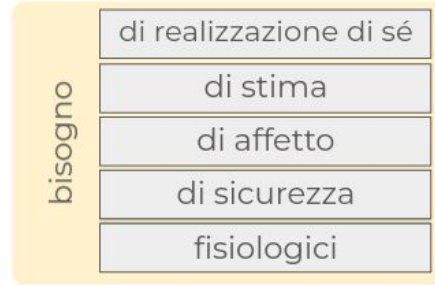 bisogno
di realizzazione di sé
di stima
di affetto
di sicurezza
fisiologici